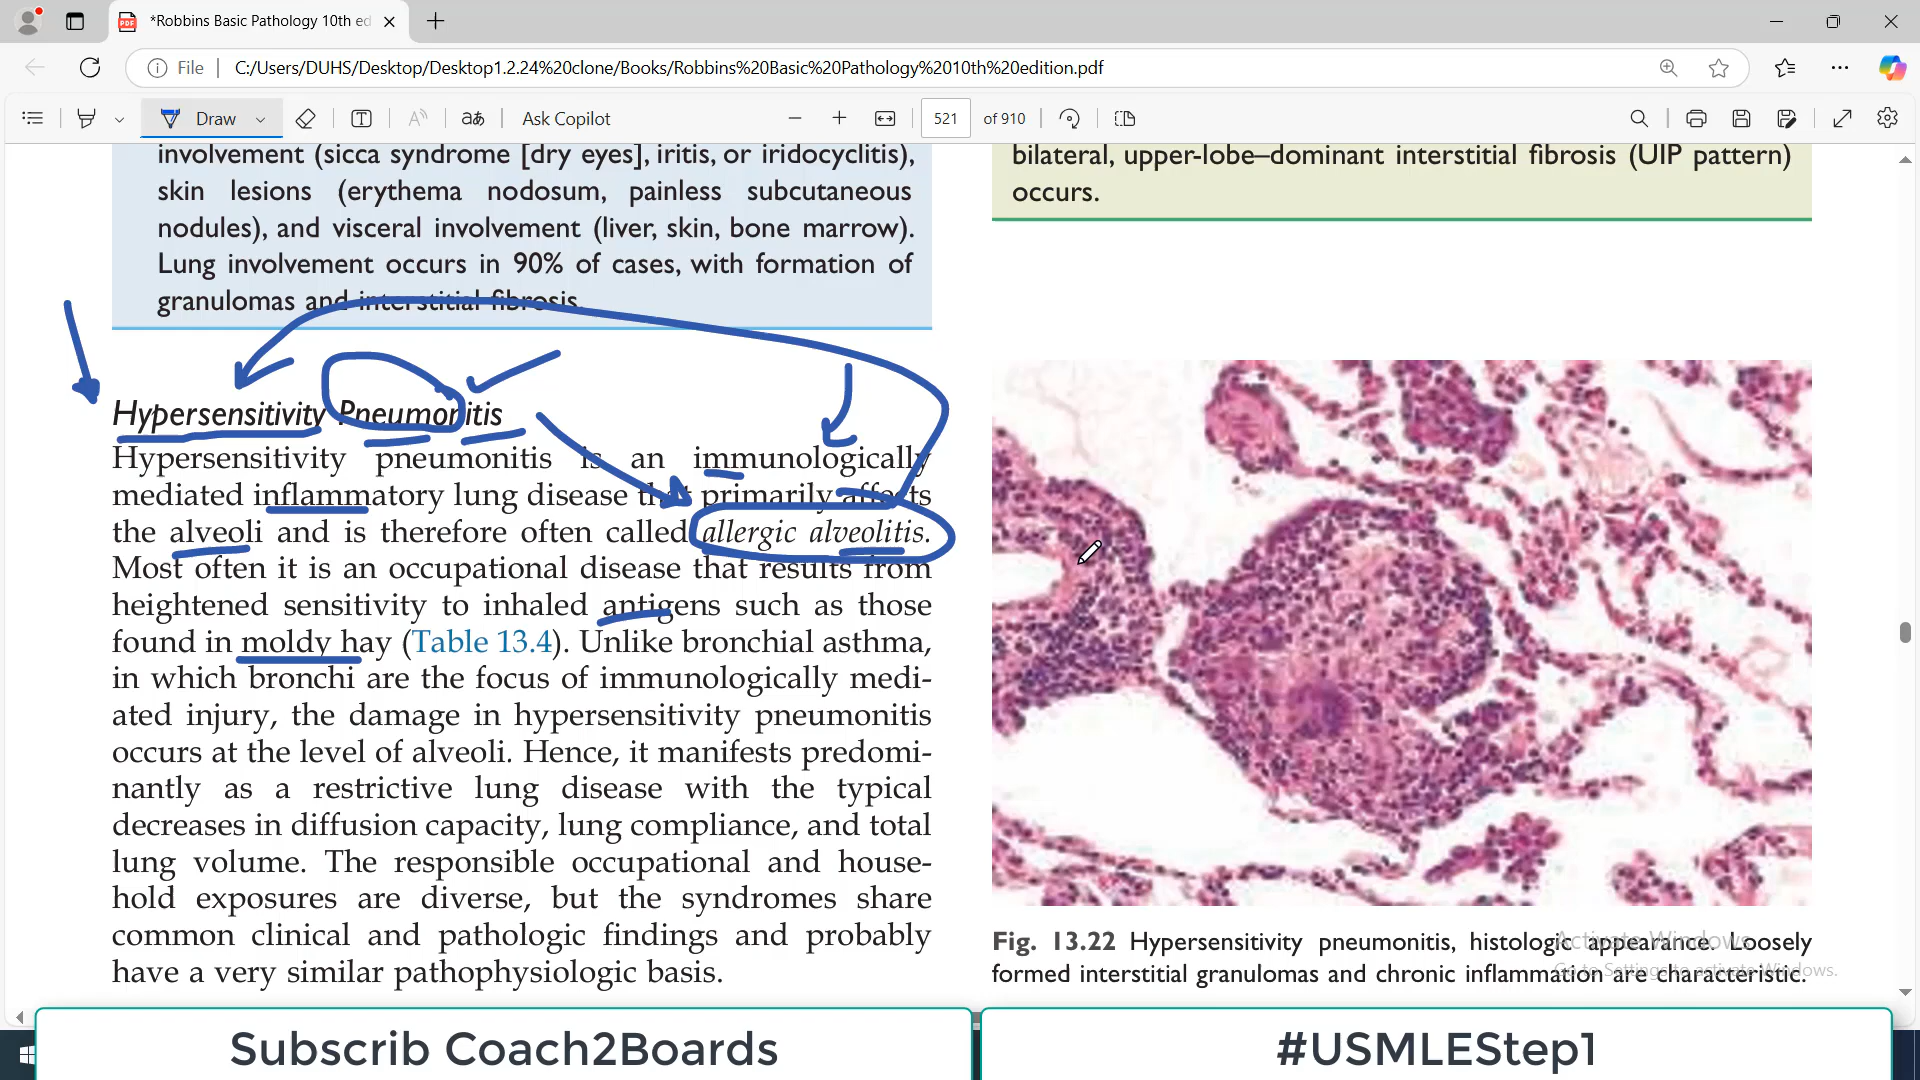 *Robbins Basic Pathology 10th ed
File
C:/Users/DUHS/Desktop/Desktop1.2.24%20clone/Books/Robbins%20Basic%20Pathology%2010th%20edition.pdf
Draw
Ask Copilot
521 of 910
involvement (sicca syndrome [dry eyes], iritis, or iridocyclitis),
skin lesions (erythema nodosum, painless subcutaneous
nodules), and visceral involvement (liver, skin, bone marrow).
Lung involvement occurs in 90% of cases, with formation of
granulomas and interstitial fibrosis.
Hypersensitivity Pneumonitis
Hypersensitivity pneumonitis is an immunologically
mediated inflammatory lung disease that primarily affects
the alveoli and is therefore often called allergic alveolitis.
Most often it is an occupational disease that results from
heightened sensitivity to inhaled antigens such as those
found in moldy hay (Table 13.4). Unlike bronchial asthma,
in which bronchi are the focus of immunologically medi-
ated injury, the damage in hypersensitivity pneumonitis
occurs at the level of alveoli. Hence, it manifests predomi-
nantly as a restrictive lung disease with the typical
decreases in diffusion capacity, lung compliance, and total
lung volume. The responsible occupational and house-
hold exposures are diverse, but the syndromes share
common clinical and pathologic findings and probably
have a very similar pathophysiologic basis.
bilateral, upper-lobe–dominant interstitial fibrosis (UIP pattern)
occurs.
Fig. 13.22 Hypersensitivity pneumonitis, histologic appearance. Loosely
formed interstitial granulomas and chronic inflammation are characteristic.
Activate Windows
Go to Settings to activate Windows.
Subscrib Coach2Boards
#USMLEStep1